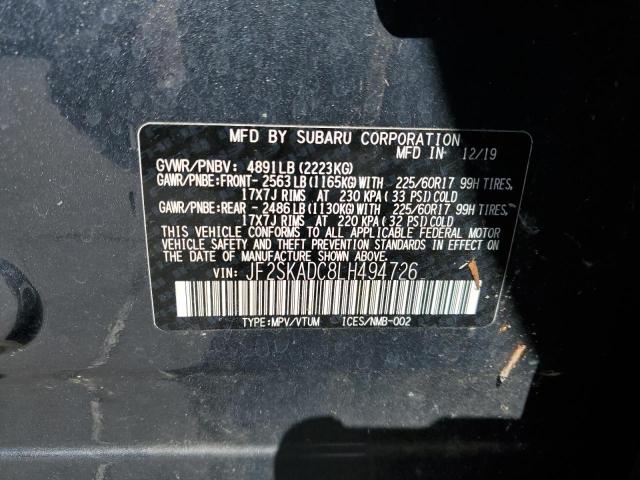 MFD BY SUBARU CORPORATION
MFD IN 12/19
GVWR/PNBV: 4891LB(2223KG)
GAWR/PNBE:FRONT-2563LB(1165KG)WITH 225/60R17 99H TIRES,
17X7J RIMS AT 230 KPA(33 PSI)COLD
GAWR/PNBE:REAR -2486LB(1130KG)WITH 225/60R17 99H TIRES,
17X7J RIMS AT 220 KPA(32 PSI)COLD
THIS VEHICLE CONFORMS TO ALL APPLICABLE FEDERAL MOTOR
VEHICLE SAFETY AND THEFT PREVENTION STANDARDS IN EFFECT ON
THE DATE OF MANUFACTURE SHOWN ABOVE.
VIN: JF2SKADC8LH494726
TYPE:MPV/VTUM ICES/NMB-002